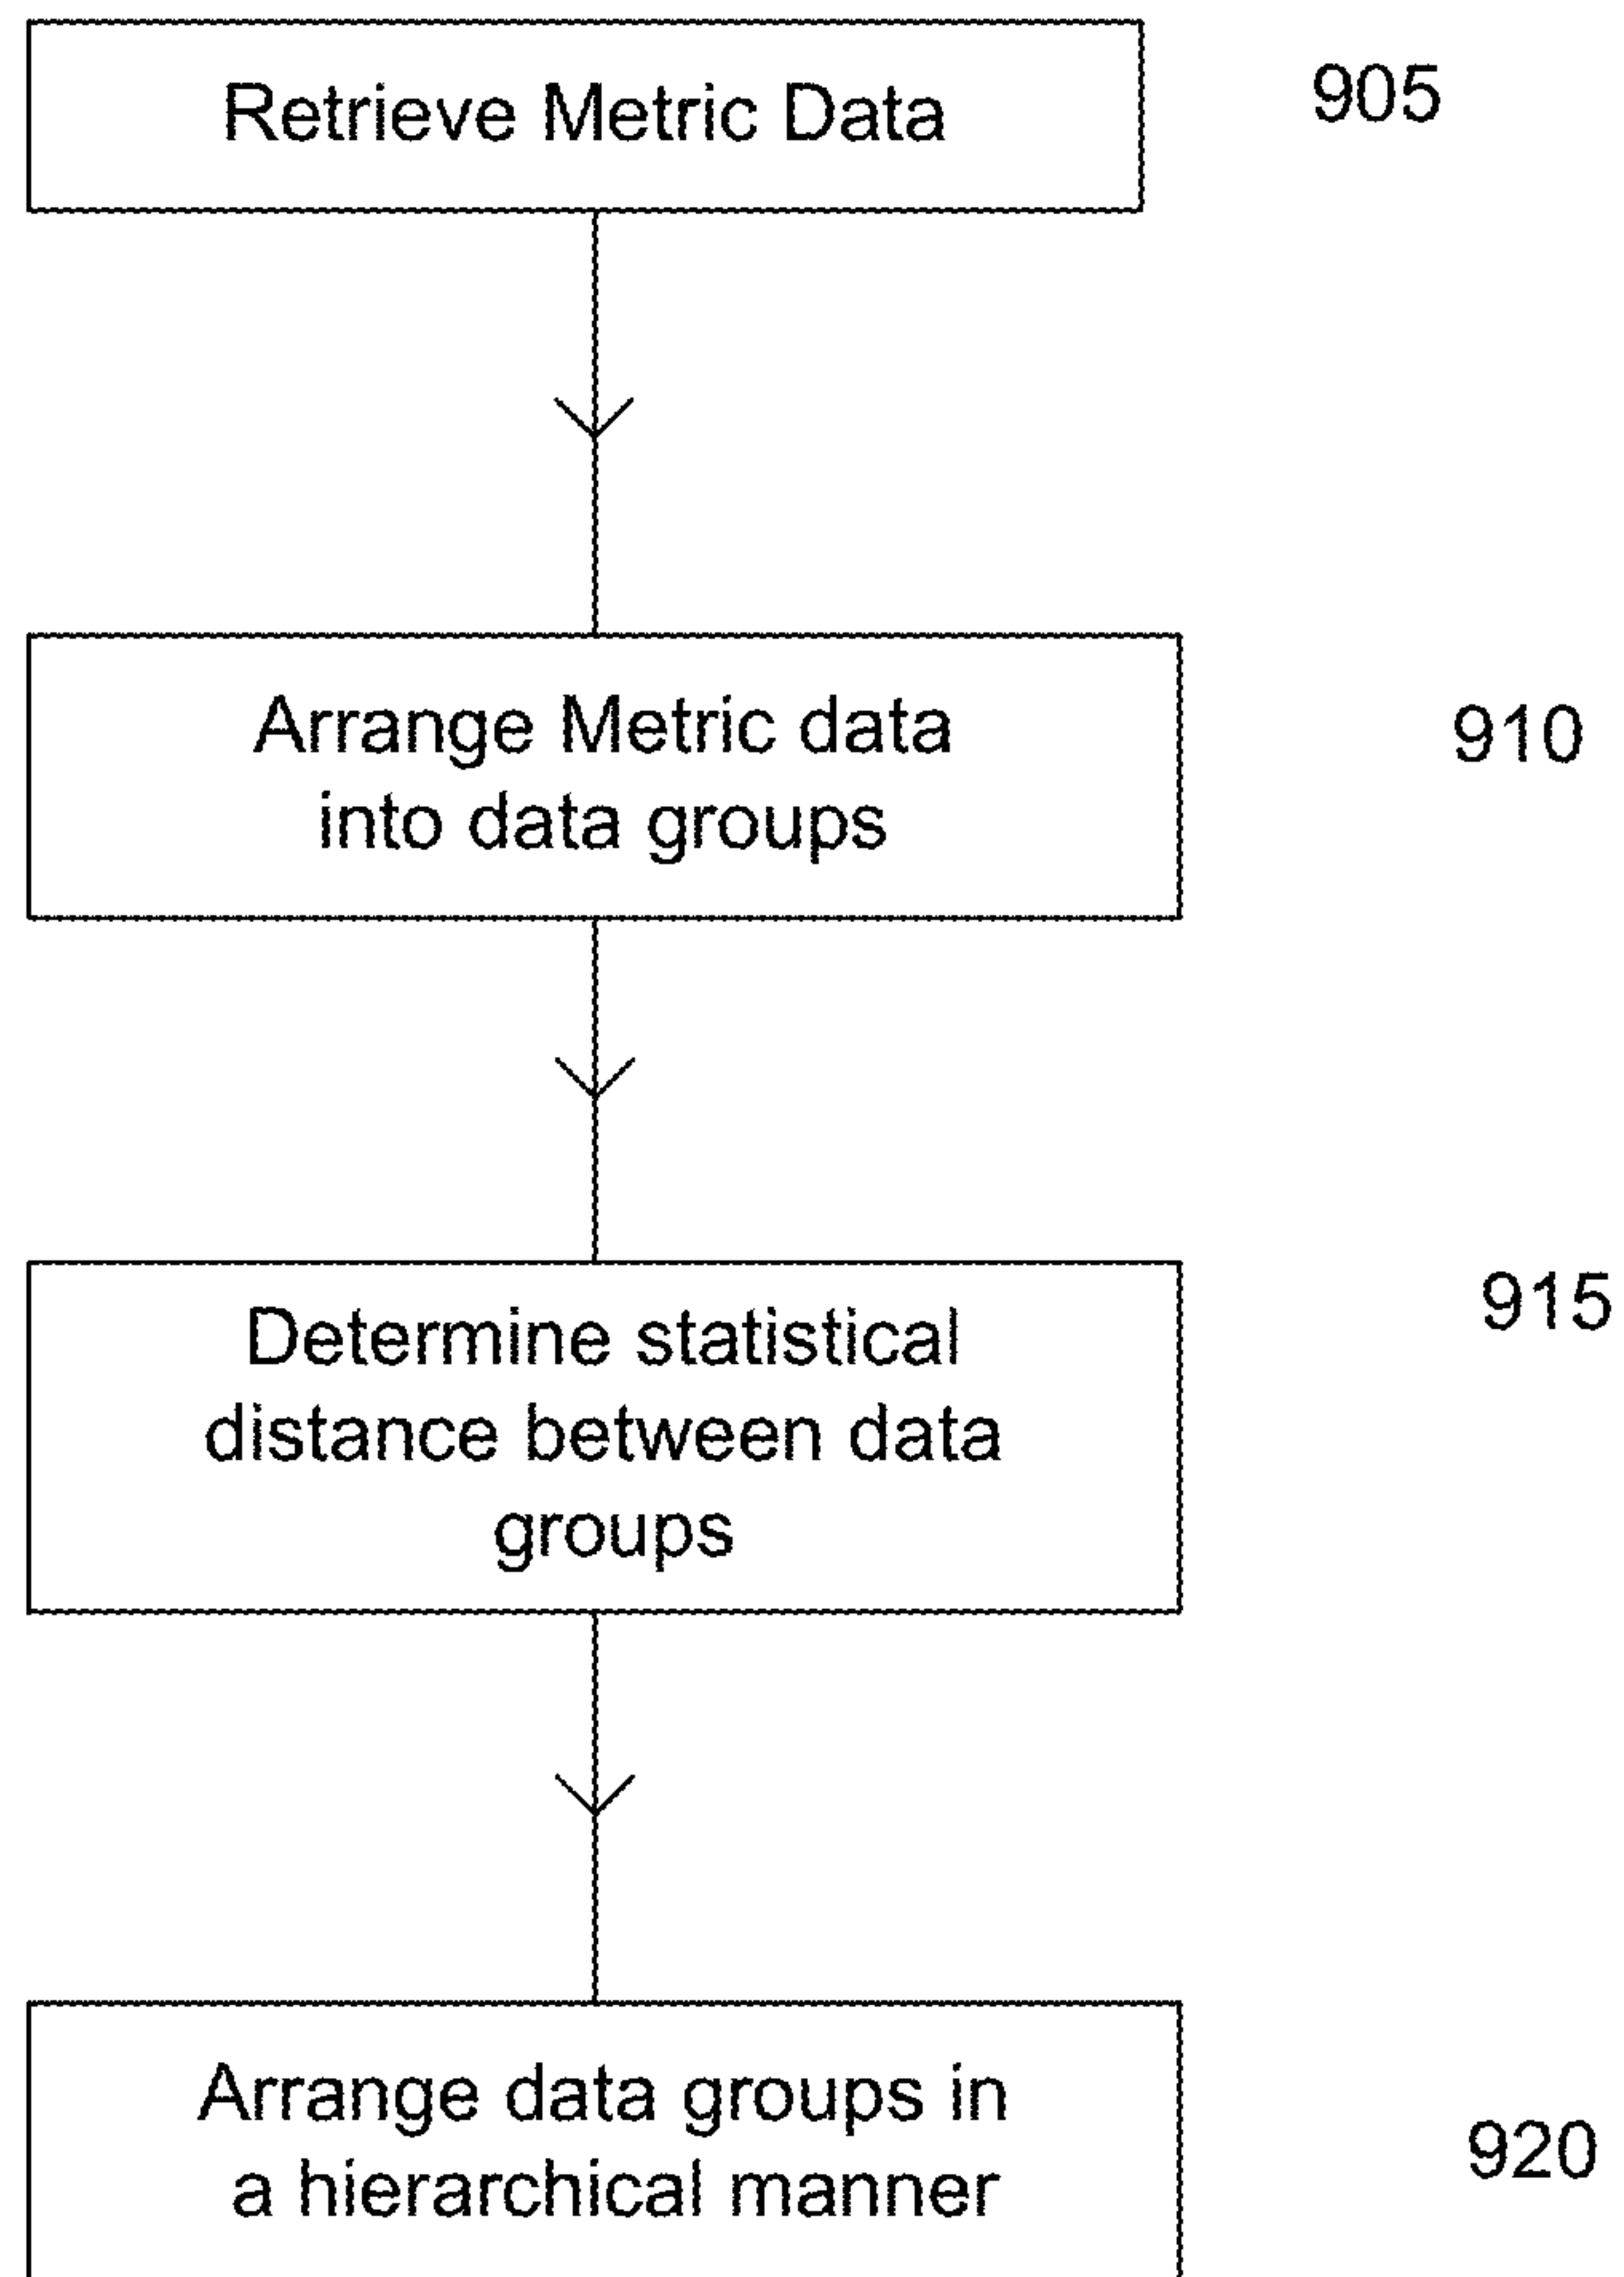 Retrieve Metric Data
905
Arrange Metric data
into data groups
910
Determine statistical
distance between data
groups
915
Arrange data groups in
a hierarchical manner
920